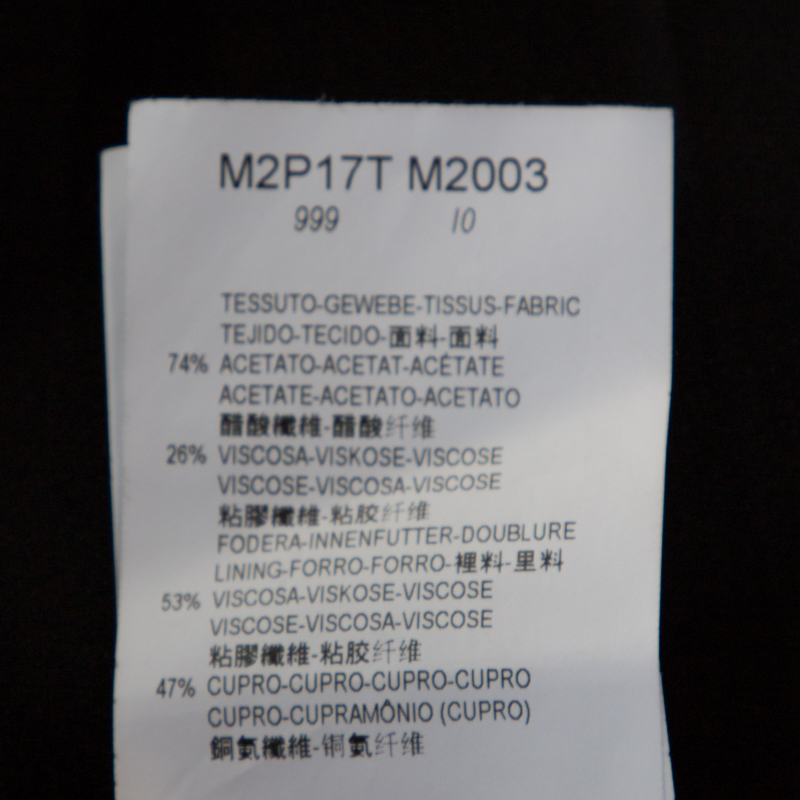 M2P17T M2003
999 10
TESSUTO-GEWEBE-TISSUS-FABRIC
TEJIDO-TECIDO-面料-面料
74% ACETATO-ACETAT-ACÉTATE
ACETATE-ACETATO-ACETATO
醋酸纖維-醋酸纤维
26% VISCOSA-VISKOSE-VISCOSE
VISCOSE-VISCOSA-VISCOSE
粘膠纖維-粘胶纤维
FODERA-INNENFUTTER-DOUBLURE
LINING-FORRO-FORRO-裡料-里料
53% VISCOSA-VISKOSE-VISCOSE
VISCOSE-VISCOSA-VISCOSE
粘膠纖維-粘胶纤维
47% CUPRO-CUPRO-CUPRO-CUPRO
CUPRO-CUPRAMÔNIO (CUPRO)
銅氨纖維-铜氨纤维